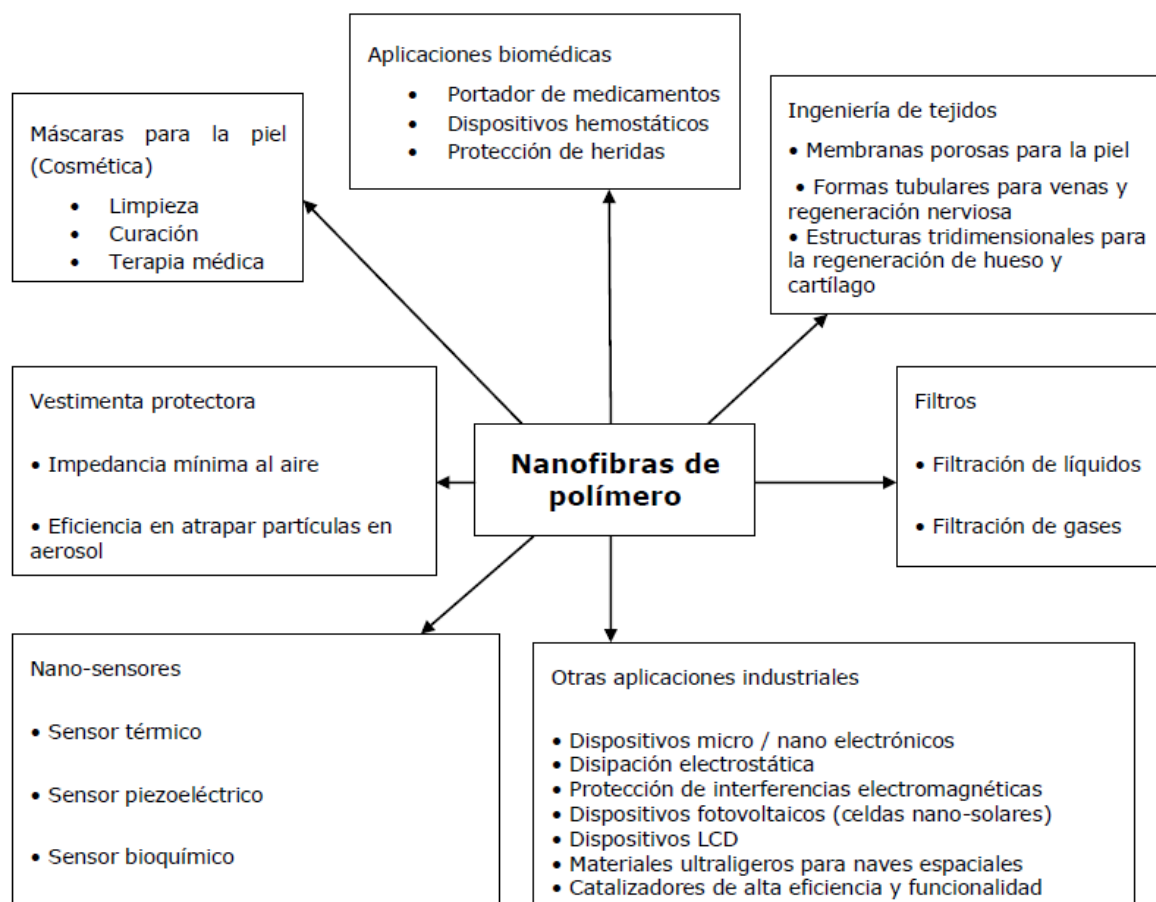 Aplicaciones biomédicas
• Portador de medicamentos
• Dispositivos hemostáticos
• Protección de heridas
Máscaras para la piel
(Cosmética)
• Limpieza
• Curación
• Terapia médica
Ingeniería de tejidos
• Membranas porosas para la piel
• Formas tubulares para venas y
regeneración nerviosa
• Estructuras tridimensionales para
la regeneración de hueso y
cartílago
Vestimenta protectora
• Impedancia mínima al aire
• Eficiencia en atrapar partículas en
aerosol
Nanofibras de
polímero
Filtros
• Filtración de líquidos
• Filtración de gases
Nano-sensores
• Sensor térmico
• Sensor piezoeléctrico
• Sensor bioquímico
Otras aplicaciones industriales
• Dispositivos micro / nano electrónicos
• Disipación electrostática
• Protección de interferencias electromagnéticas
• Dispositivos fotovoltaicos (celdas nano-solares)
• Dispositivos LCD
• Materiales ultraligeros para naves espaciales
• Catalizadores de alta eficiencia y funcionalidad